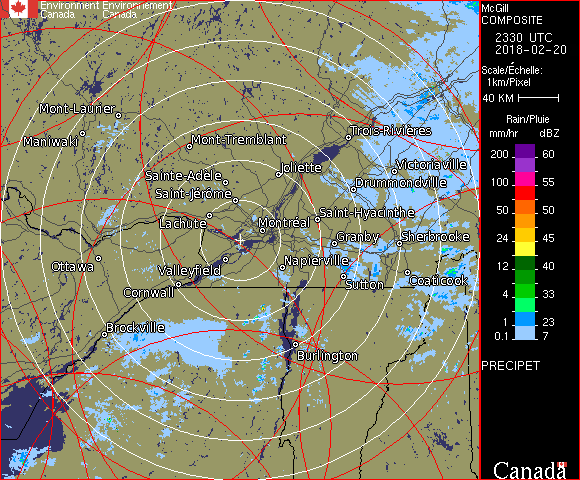 Environment Environnement
Canada Canada
McGill
COMPOSITE
2330 UTC
2018-02-20
Scale/Échelle:
1km/Pixel
40 KM
Rain/Pluie
mm/hr dBZ
200 60
150 57
100 55
50 50
24 45
12 40
4 33
1 23
0.1 7
PRECIPET
Canada
Mont-Laurier
Maniwaki
Mont-Tremblant
Trois-Rivières
Sainte-Adèle
Joliette
Victoriaville
Saint-Jérôme
Drummondville
Lachute
Montréal
Saint-Hyacinthe
Granby
Sherbrooke
Ottawa
Valleyfield
Napierville
Cornwall
Sutton
Coaticook
Brockville
Burlington